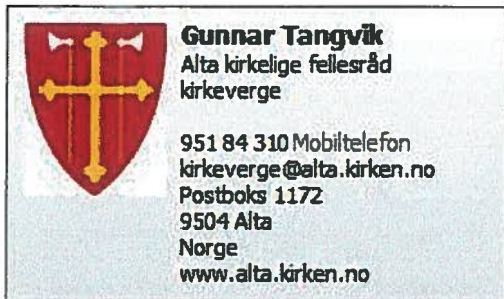 Gunnar Tangvik
Alta kirkelige fellesråd
kirkeverge
951 84 310 Mobiltelefon
kirkeverge@alta.kirken.no
Postboks 1172
9504 Alta
Norge
www.alta.kirken.no